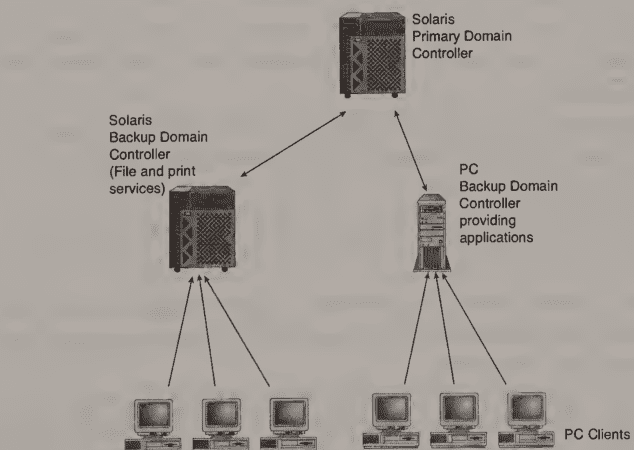 Solaris
Primary Domain
Controller
Solaris
Backup Domain
Controller
(File and print
services)
PC
Backup Domain
Controller
providing
applications
PC Clients